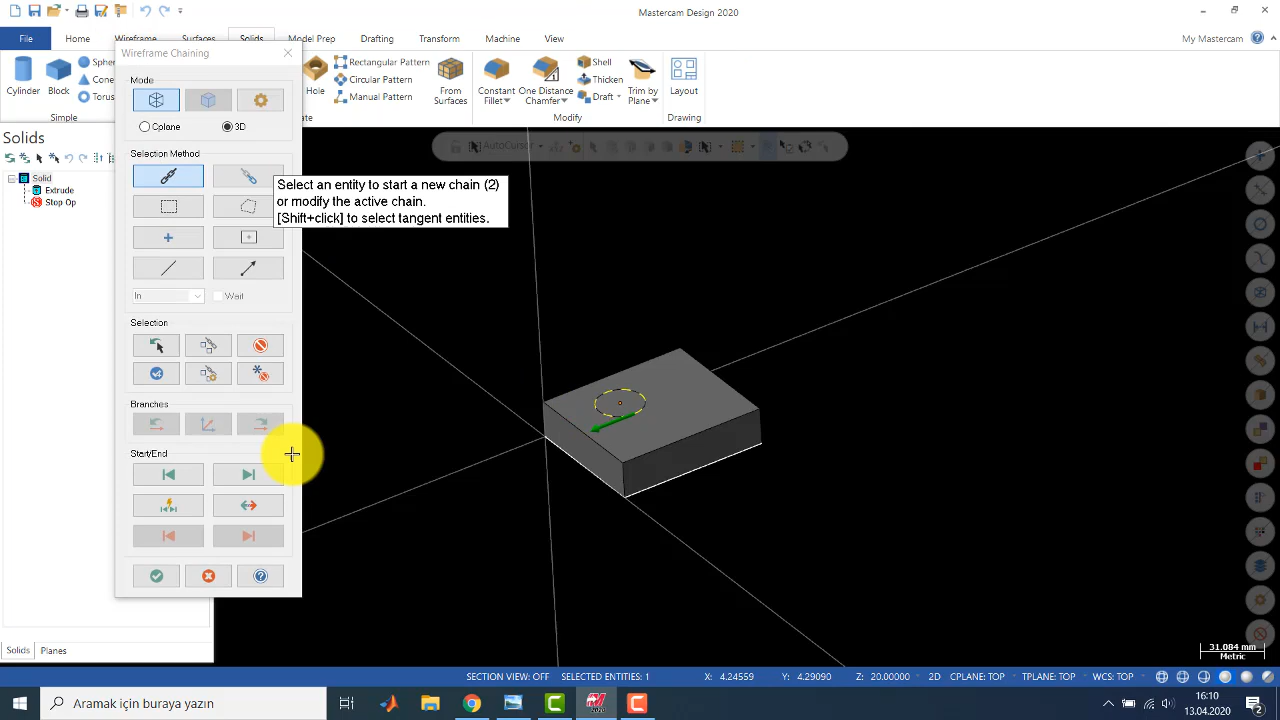 Mastercam Design 2020
File
Home
Wireframe
Surfaces
Solids
Model Prep
Drafting
Transform
Machine
View
My Mastercam
Wireframe Chaining
Cylinder
Block
Sphere
Cone
Torus
Simple
Hole
Rectangular Pattern
Circular Pattern
Manual Pattern
From
Surfaces
Constant
Fillet
One Distance
Chamfer
Shell
Thicken
Draft
Trim by
Plane
Modify
Layout
Drawing
Mode
Cplane
3D
Solids
Solid
Extrude
Stop Op
Selection Method
AutoCursor
Select an entity to start a new chain (2)
or modify the active chain.
[Shift+click] to select tangent entities.
In
Wait
Selection
Branches
Start/End
Solids
Planes
31.084 mm
Metric
SECTION VIEW: OFF
SELECTED ENTITIES: 1
X: 4.24559
Y: 4.29090
Z: 20.00000
2D
CPLANE: TOP
TPLANE: TOP
WCS: TOP
Aramak için buraya yazın
2020
16:10
13.04.2020
2